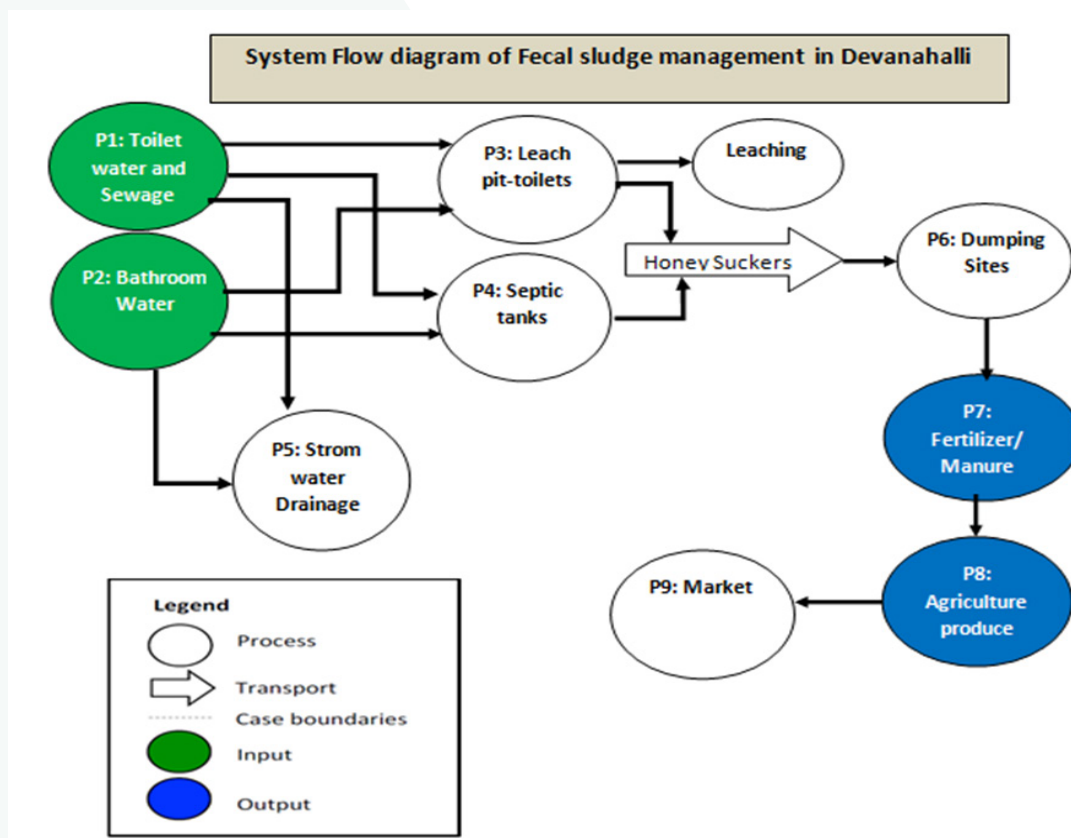 System Flow diagram of Fecal sludge management in Devanahalli
P1: Toilet
water and
Sewage
P2: Bathroom
Water
P3: Leach
pit-toilets
Leaching
P4: Septic
tanks
Honey Suckers
P6: Dumping
Sites
P5: Strom
water
Drainage
P7:
Fertilizer/
Manure
P8:
Agriculture
produce
P9: Market
Legend
Process
Transport
Case boundaries
Input
Output